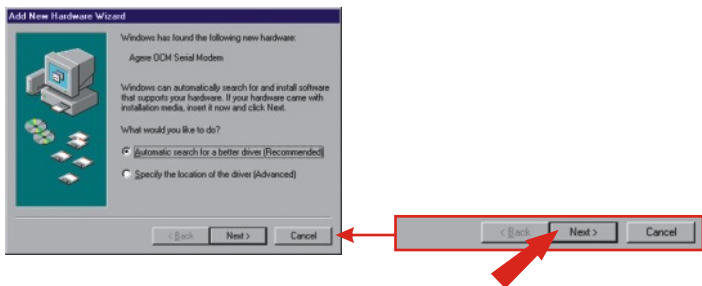 Add New Hardware Wizard
Windows has found the following new hardware:
Agere OCM Serial Modem
Windows can automatically search for and install software
that supports your hardware. If your hardware came with
installation media, insert it now and click Next.
What would you like to do?
Automatic search for a better driver (Recommended)
Specify the location of the driver (Advanced)
< Back Next > Cancel
< Back Next > Cancel